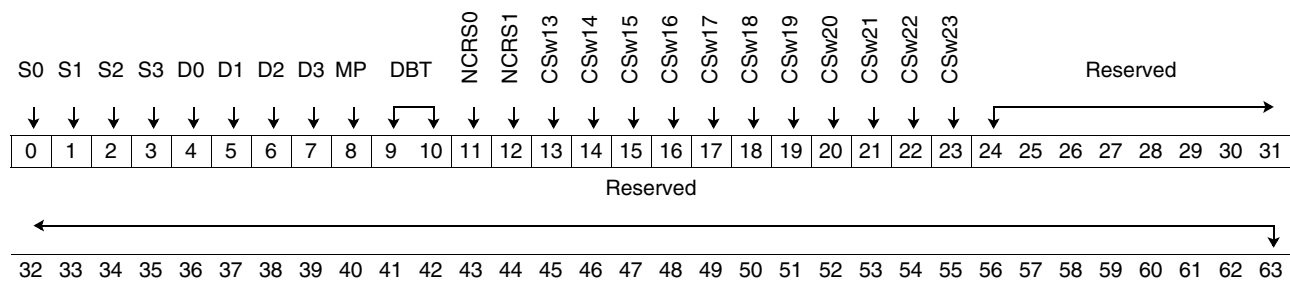 S0 S1 S2 S3 D0 D1 D2 D3 MP DBT NCRS0 NCRS1 CSw13 CSw14 CSw15 CSw16 CSw17 CSw18 CSw19 CSw20 CSw21 CSw22 CSw23 Reserved
0 1 2 3 4 5 6 7 8 9 10 11 12 13 14 15 16 17 18 19 20 21 22 23 24 25 26 27 28 29 30 31
Reserved
32 33 34 35 36 37 38 39 40 41 42 43 44 45 46 47 48 49 50 51 52 53 54 55 56 57 58 59 60 61 62 63